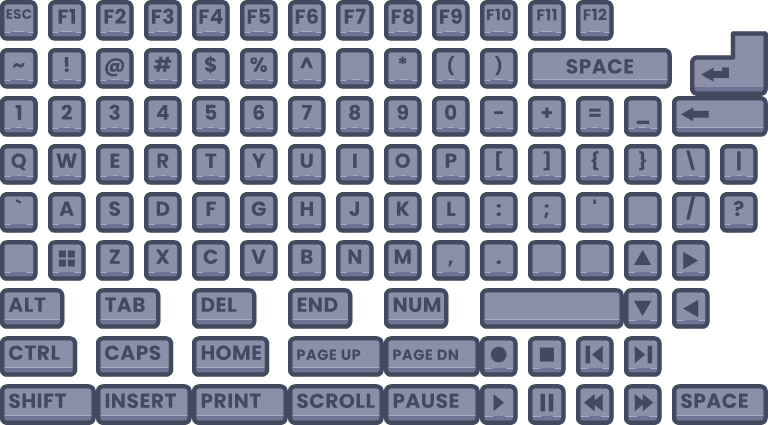 ESC F1 F2 F3 F4 F5 F6 F7 F8 F9 F10 F11 F12
~ ! @ # $ % ^ * ( ) SPACE
1 2 3 4 5 6 7 8 9 0 - + = _
Q W E R T Y U I O P [ ] { } \ |
` A S D F G H J K L : ; ' / ?
Z X C V B N M , .
ALT TAB DEL END NUM
CTRL CAPS HOME PAGE UP PAGE DN
SHIFT INSERT PRINT SCROLL PAUSE SPACE